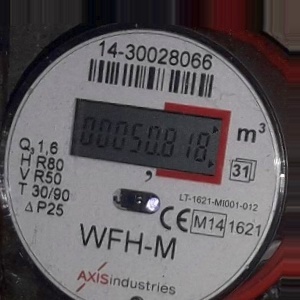 14-30028066
00050.818 m³
Q₃ 1,6
H R80
V R50
T 30/90
Δ P25
31
LT-1621-MI001-012
CE M14 1621
WFH-M
AXISindustries